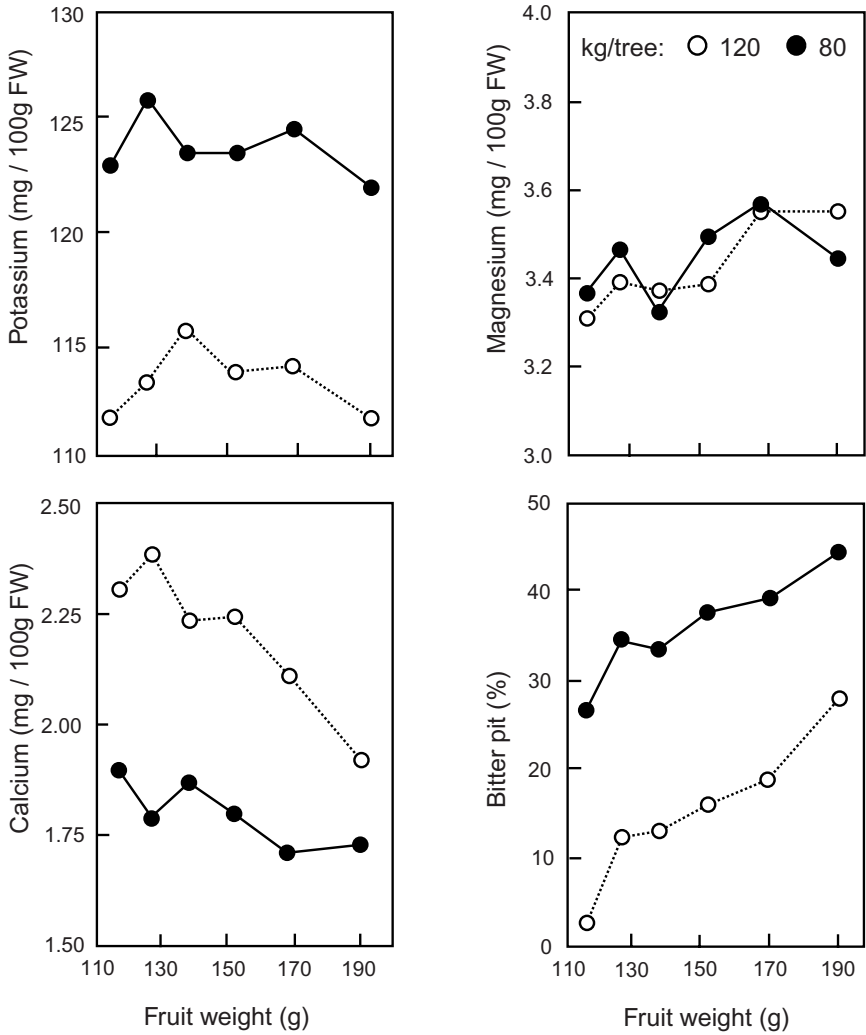 130
125
120
115
110
Potassium (mg / 100g FW)
4.0
3.8
3.6
3.4
3.2
3.0
Magnesium (mg / 100g FW)
kg/tree: 120 80
2.50
2.25
2.00
1.75
1.50
Calcium (mg / 100g FW)
110 130 150 170 190
Fruit weight (g)
50
40
30
20
10
0
Bitter pit (%)
110 130 150 170 190
Fruit weight (g)